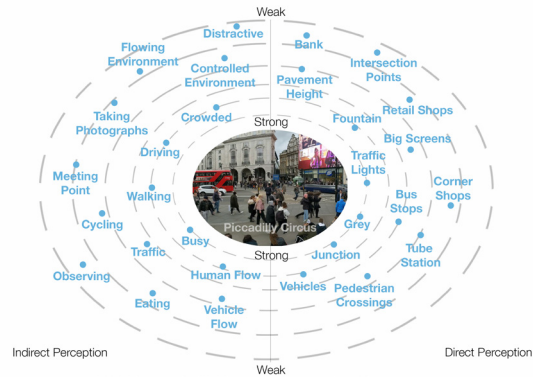 Weak
Distractive
Bank
Flowing
Environment
Controlled
Environment
Intersection
Points
Pavement
Height
Taking
Photographs
Crowded
Strong
Fountain
Retail Shops
Driving
Big Screens
Meeting
Point
Walking
Traffic
Lights
Corner
Shops
Bus
Stops
Cycling
Piccadilly Circus
Grey
Busy
Traffic
Strong
Junction
Tube
Station
Observing
Human Flow
Vehicles
Pedestrian
Crossings
Eating
Vehicle
Flow
Indirect Perception
Direct Perception
Weak